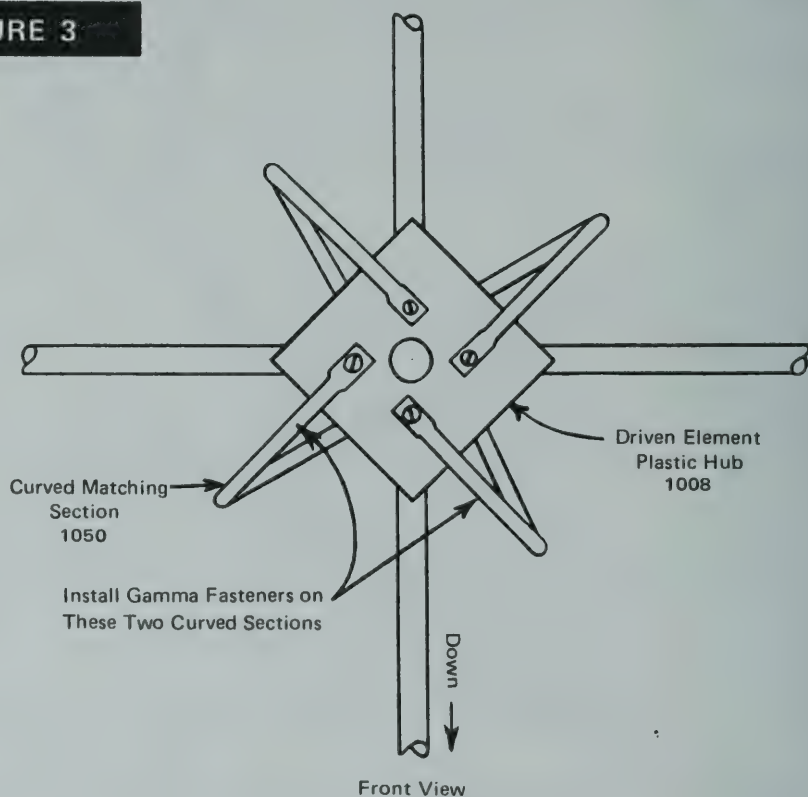 URE 3
Driven Element
Plastic Hub
1008
Curved Matching
Section
1050
Install Gamma Fasteners on
These Two Curved Sections
Down
Front View